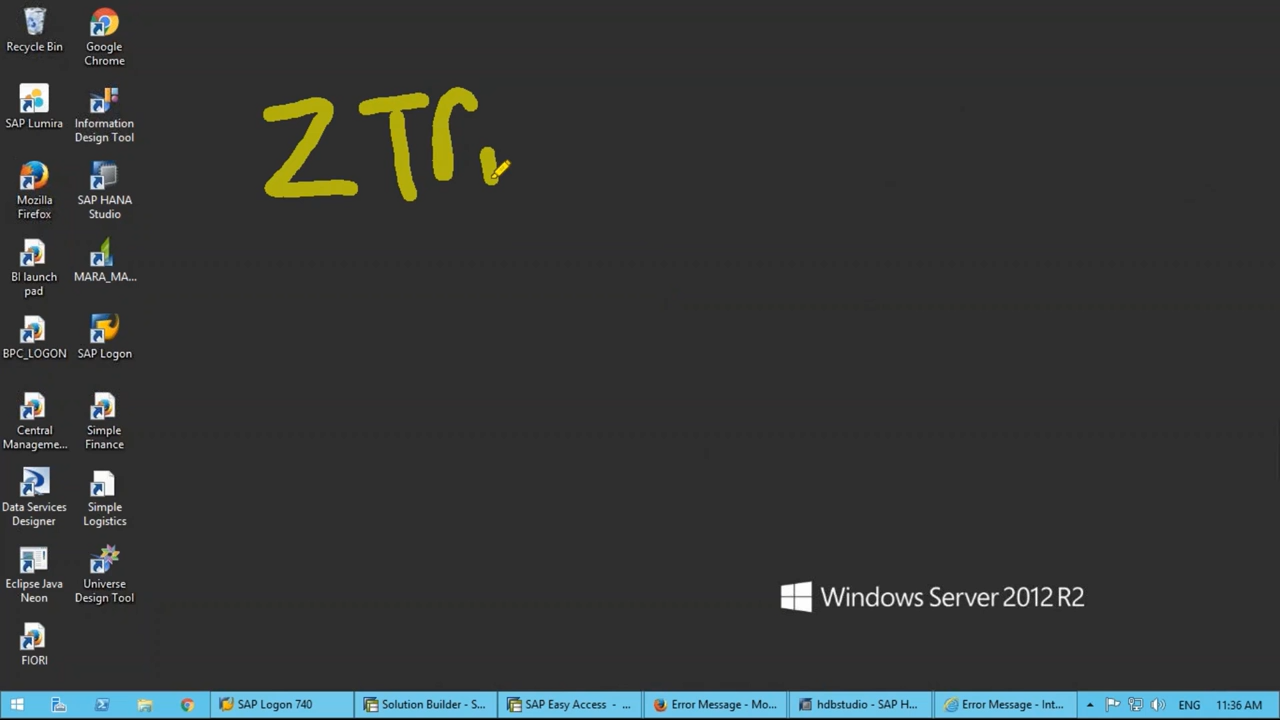 Recycle Bin
Google
Chrome
ZTr
SAP Lumira
Information
Design Tool
Mozilla
Firefox
SAP HANA
Studio
BI launch
pad
MARA_MA...
BPC_LOGON
SAP Logon
Central
Manageme...
Simple
Finance
Data Services
Designer
Simple
Logistics
Eclipse Java
Neon
Universe
Design Tool
FIORI
Windows Server 2012 R2
SAP Logon 740
Solution Builder - S...
SAP Easy Access - ...
Error Message - Mo...
hdbstudio - SAP H...
Error Message - Int...
ENG
11:36 AM